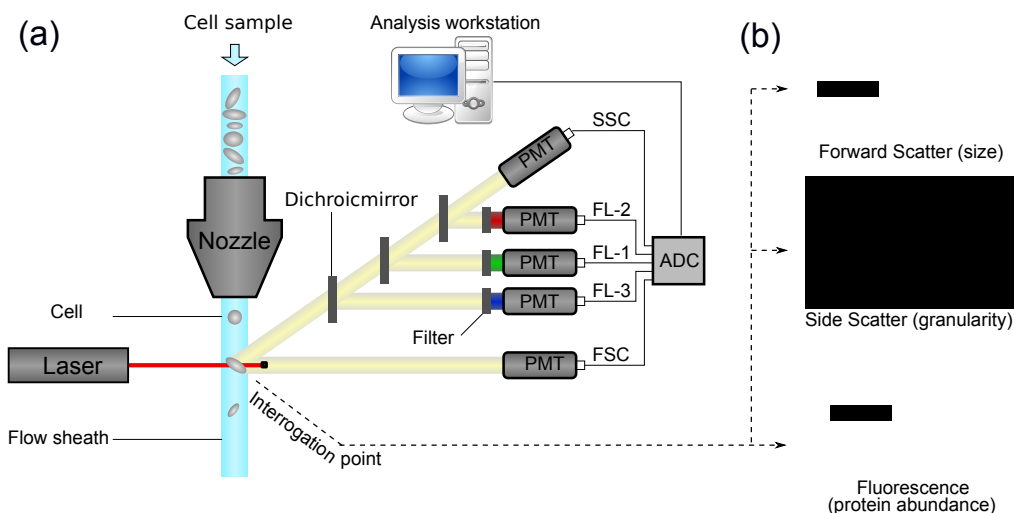 (a)
Cell sample
Analysis workstation
(b)
SSC
PMT
Forward Scatter (size)
Dichroicmirror
FL-2
PMT
Nozzle
FL-1
PMT
ADC
FL-3
PMT
Cell
Filter
Side Scatter (granularity)
Laser
FSC
PMT
Interrogation
point
Flow sheath
Fluorescence
(protein abundance)